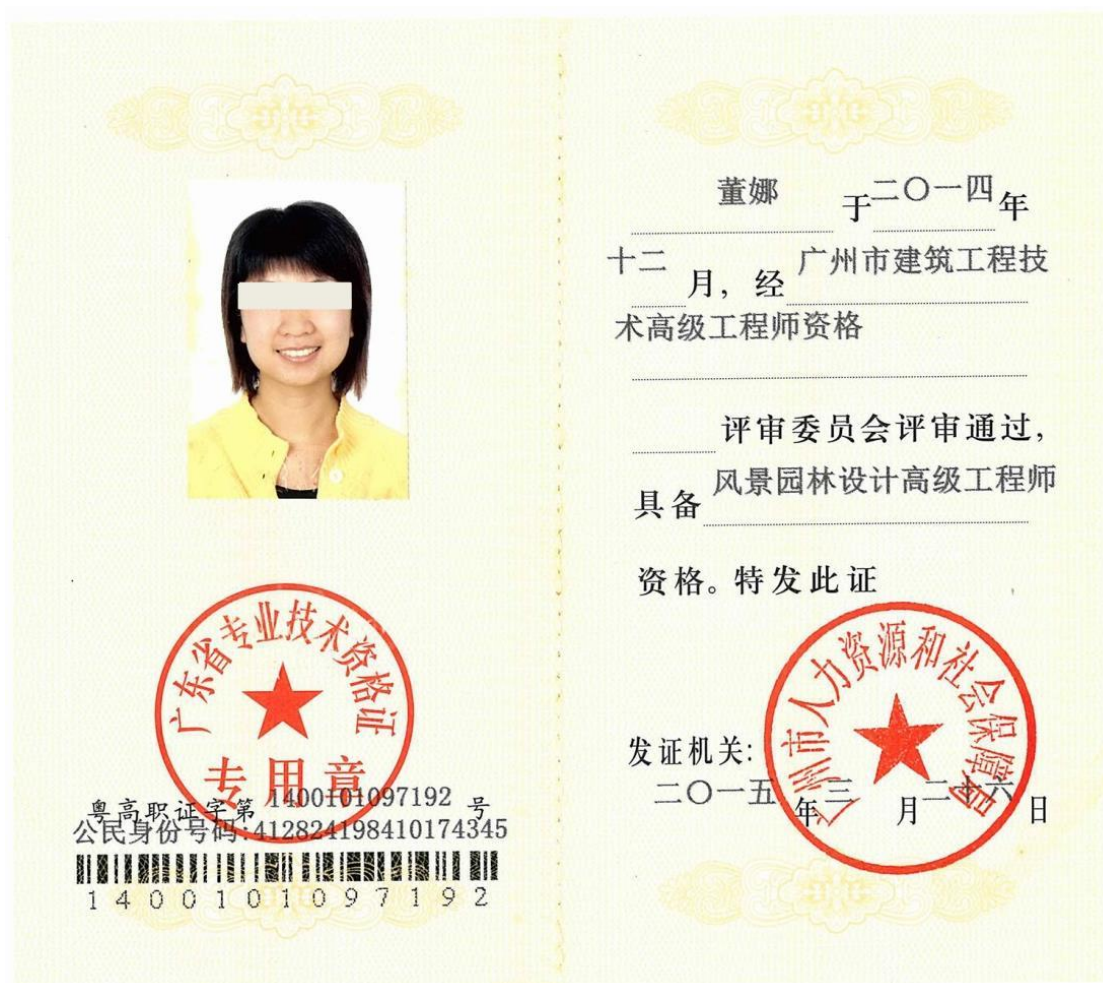 广东省专业技术资格证
专用章
粤高职证字第 1400101097192 号
公民身份号码:412824198410174345
1400101097192
董娜 于二〇一四年
十二月,经广州市建筑工程技
术高级工程师资格
评审委员会评审通过,
具备风景园林设计高级工程师
资格。特发此证
广州市人力资源和社会保障局
发证机关:
二〇一五年三月二十六日